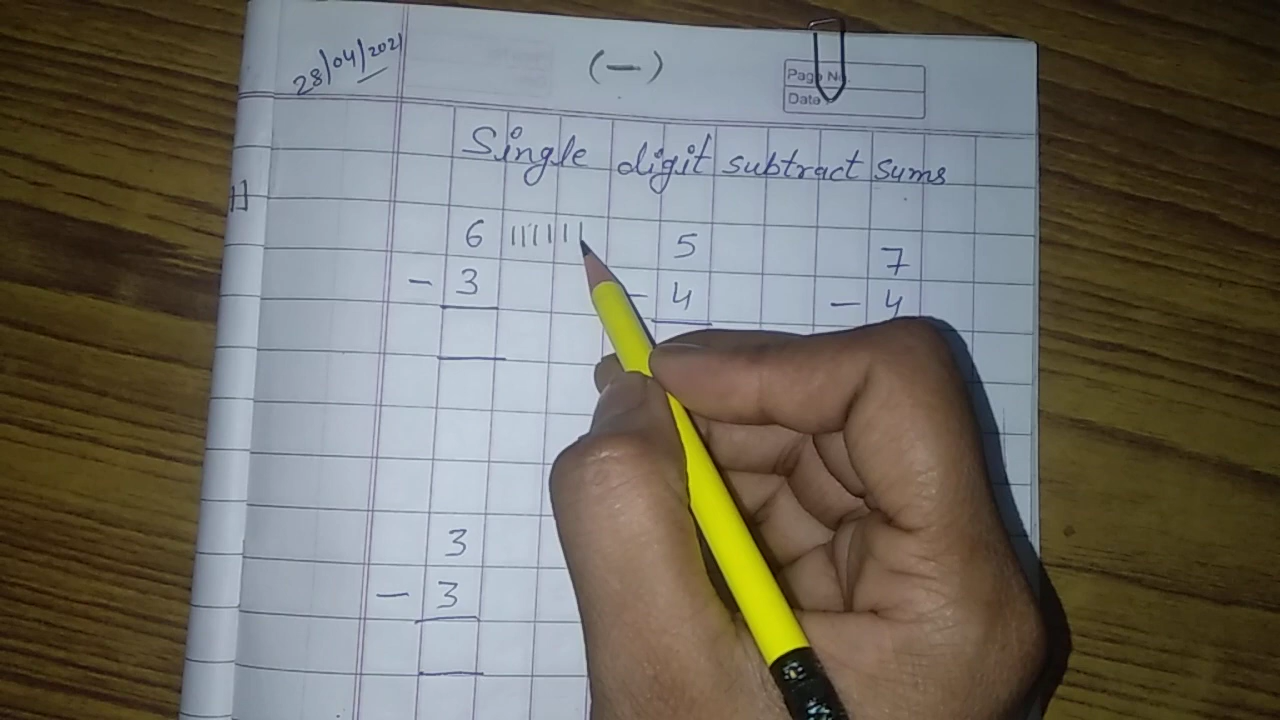 28/04/2021
(-)
Page No.
Date
Single digit subtract sums
6 5 7
- 3 - 4 - 4
3
- 3